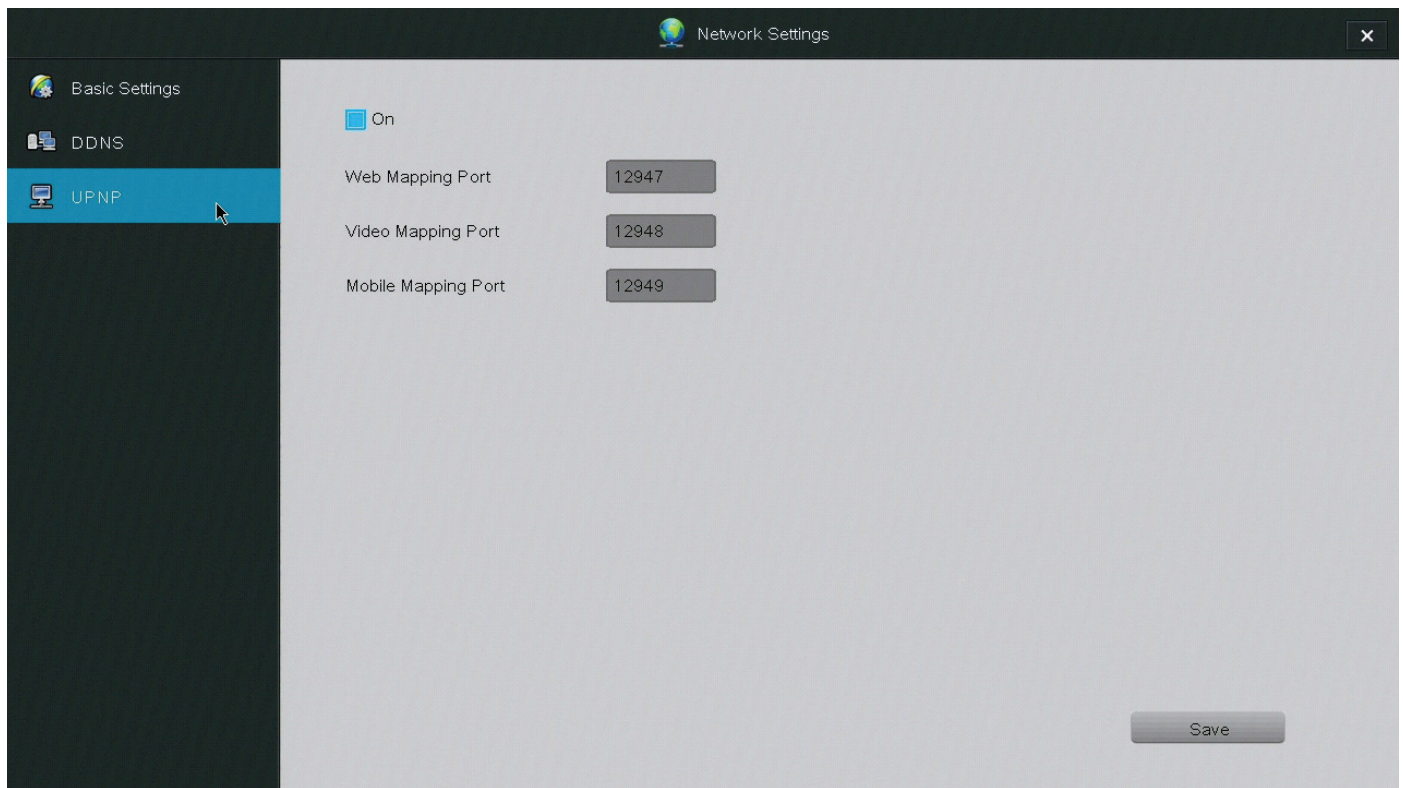 Network Settings
Basic Settings
DDNS
UPNP
On
Web Mapping Port 12947
Video Mapping Port 12948
Mobile Mapping Port 12949
Save